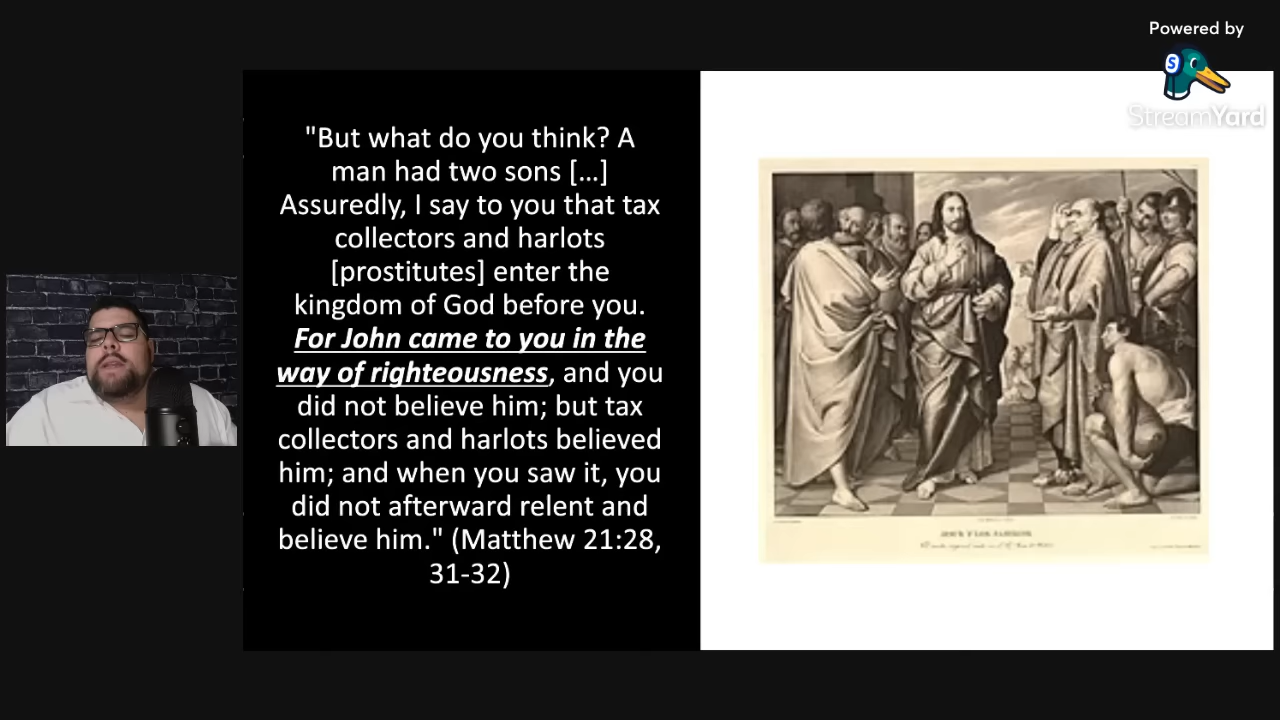 Powered by
StreamYard
"But what do you think? A
man had two sons [...]
Assuredly, I say to you that tax
collectors and harlots
[prostitutes] enter the
kingdom of God before you.
For John came to you in the
way of righteousness, and you
did not believe him; but tax
collectors and harlots believed
him; and when you saw it, you
did not afterward relent and
believe him." (Matthew 21:28,
31-32)